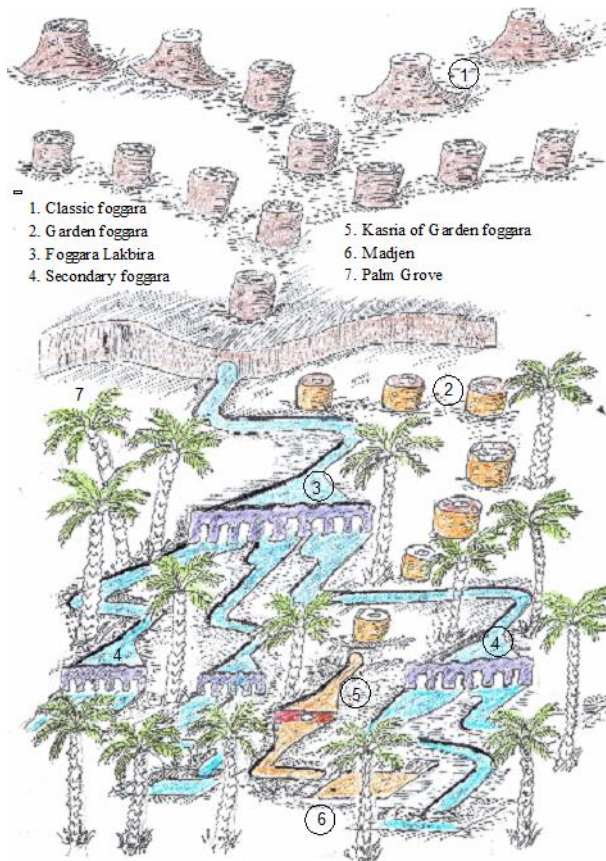 1
1. Classic foggara
2. Garden foggara
3. Foggara Lakbira
4. Secondary foggara
5. Kasria of Garden foggara
6. Madjen
7. Palm Grove
7
2
3
4
4
5
6